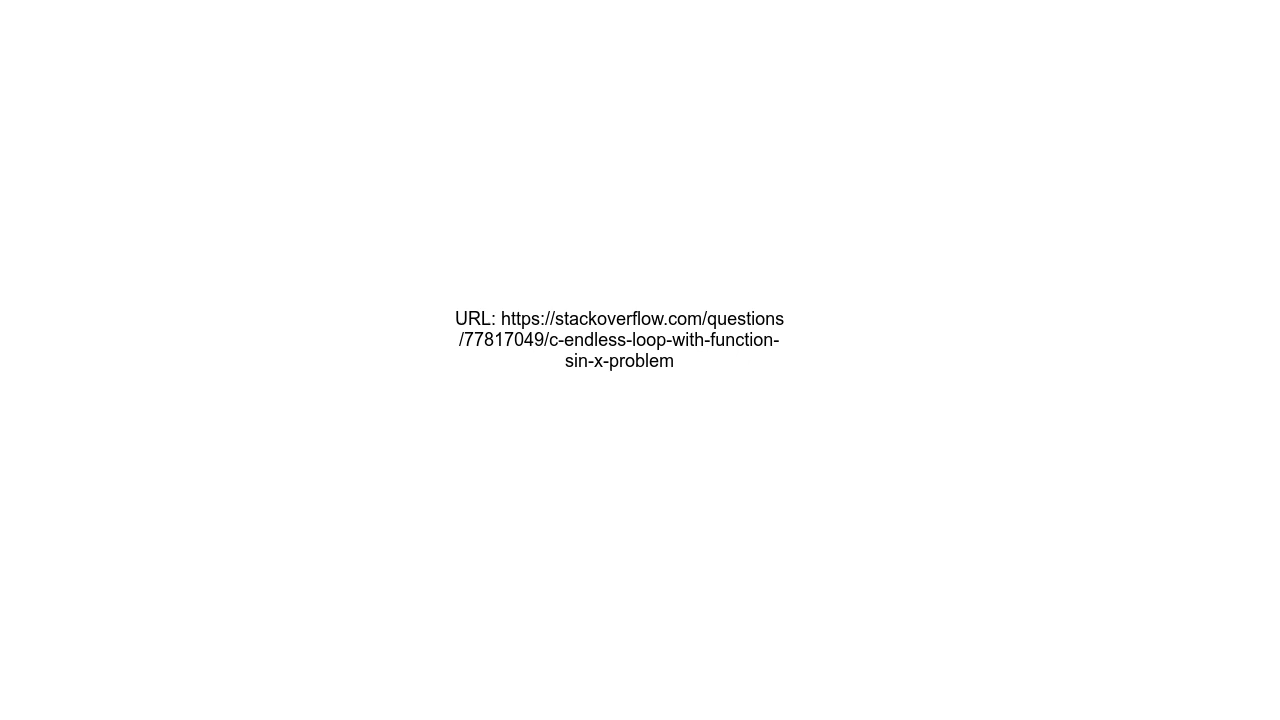 URL: https://stackoverflow.com/questions
/77817049/c-endless-loop-with-function-
sin-x-problem